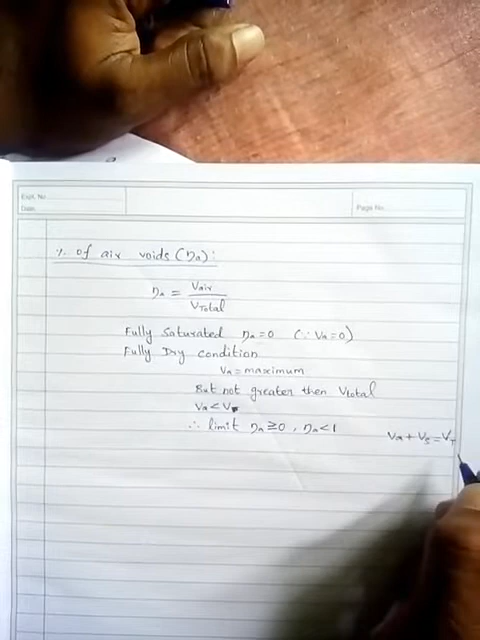 Expt. No.
Date.
Page No.
% of air voids (ηa):
ηa = Vair / VTotal
Fully Saturated ηa = 0 (∵ Va = 0)
Fully Dry condition
Va = maximum
But not greater then Vtotal
Va < VT
∴ limit ηa ≥ 0, ηa < 1
Va + Vs = VT